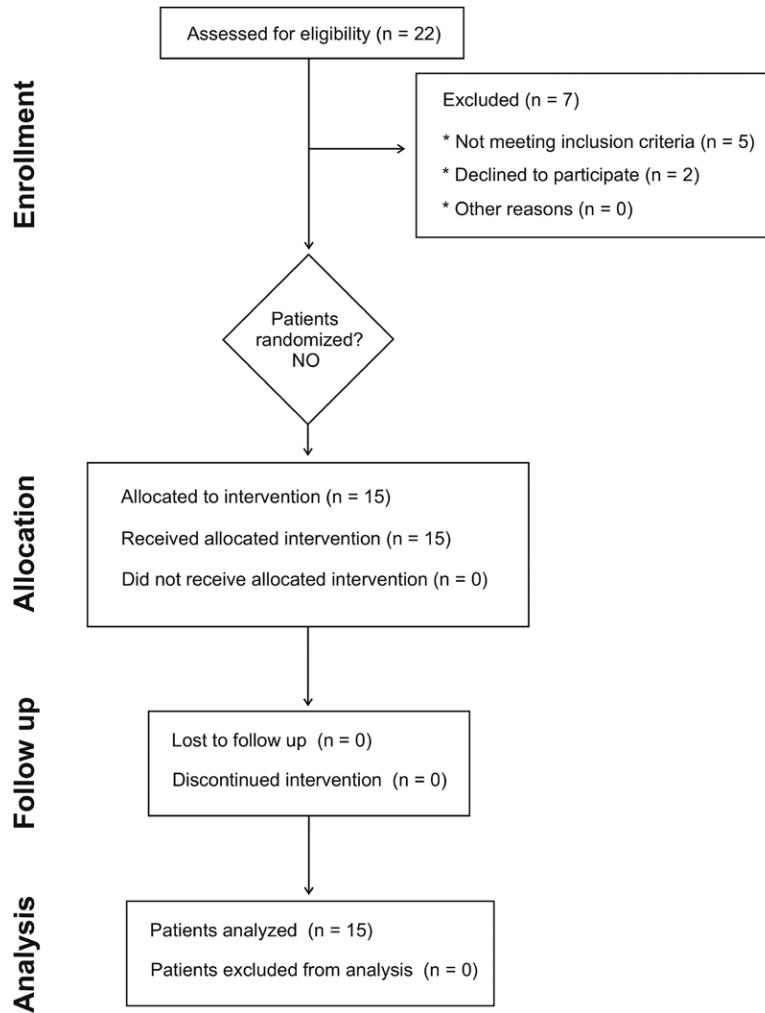 Enrollment
Assessed for eligibility (n = 22)
Excluded (n = 7)
* Not meeting inclusion criteria (n = 5)
* Declined to participate (n = 2)
* Other reasons (n = 0)
Patients
randomized?
NO
Allocation
Allocated to intervention (n = 15)
Received allocated intervention (n = 15)
Did not receive allocated intervention (n = 0)
Follow up
Lost to follow up (n = 0)
Discontinued intervention (n = 0)
Analysis
Patients analyzed (n = 15)
Patients excluded from analysis (n = 0)